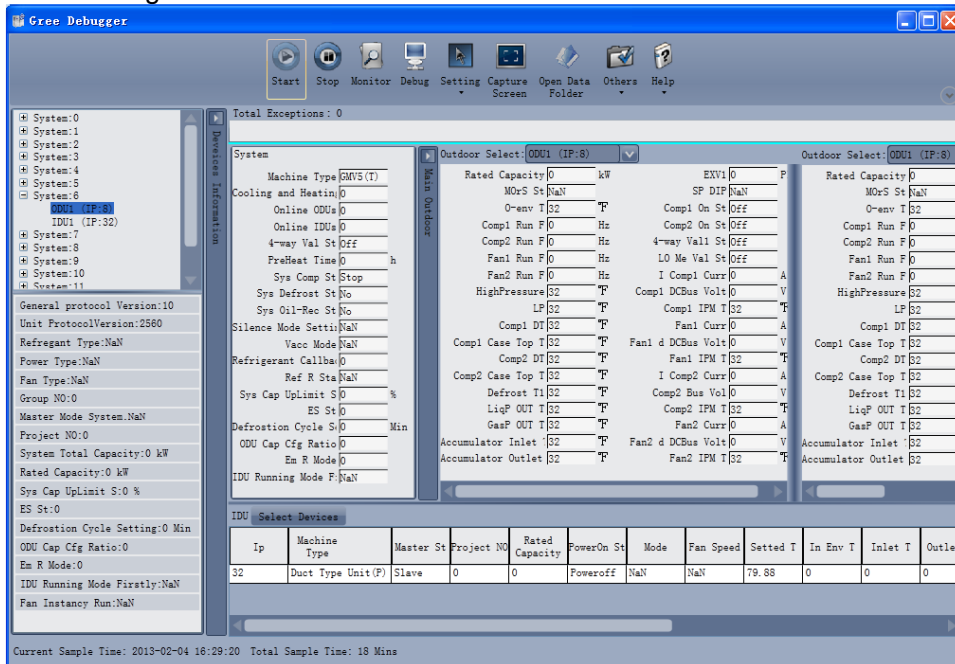 Gree Debugger
Start Stop Monitor Debug Setting Capture Screen Open Data Folder Others Help
Total Exceptions: 0
System:0
System:1
System:2
System:3
System:4
System:5
System:6
ODU1 (IP:8)
IDU1 (IP:32)
System:7
System:8
System:9
System:10
System:11
General protocol Version:10
Unit ProtocolVersion:2560
Refregant Type:NaN
Power Type:NaN
Fan Type:NaN
Group NO:0
Master Mode System.NaN
Project NO:0
System Total Capacity:0 kW
Rated Capacity:0 kW
Sys Cap UpLimit S:0 %
ES St:0
Defrostion Cycle Setting:0 Min
ODU Cap Cfg Ratio:0
Em R Mode:0
IDU Running Mode Firstly:NaN
Fan Instancy Run:NaN
Deveices Information
System
Machine Type GMV5(T)
Cooling and Heatin 0
Online ODUs 0
Online IDUs 0
4-way Val St Off
PreHeat Time 0 h
Sys Comp St Stop
Sys Defrost St No
Sys Oil-Rec St No
Silence Mode Settin NaN
Vacc Mode NaN
Refrigerant Callba 0
Ref R Sta NaN
Sys Cap UpLimit S 0 %
ES St 0
Defrostion Cycle S 0 Min
ODU Cap Cfg Ratio 0
Em R Mode 0
IDU Running Mode F: NaN
Main Outdoor
Outdoor Select: ODU1 (IP:8)
Rated Capacity 0 kW
MOrS St NaN
O-env T 32 ℉
Comp1 Run F 0 Hz
Comp2 Run F 0 Hz
Fan1 Run F 0 Hz
Fan2 Run F 0 Hz
HighPressure 32 ℉
LP 32 ℉
Comp1 DT 32 ℉
Comp1 Case Top T 32 ℉
Comp2 DT 32 ℉
Comp2 Case Top T 32 ℉
Defrost T1 32 ℉
LiqP OUT T 32 ℉
GasP OUT T 32 ℉
Accumulator Inlet 32 ℉
Accumulator Outlet 32 ℉
EXV1 0 P
SP DIP NaN
Comp1 On St Off
Comp2 On St Off
4-way Val1 St Off
LO Me Val St Off
I Comp1 Curr 0 A
Comp1 DCBus Volt 0 V
Comp1 IPM T 32 ℉
Fan1 Curr 0 A
Fan1 d DCBus Volt 0 V
Fan1 IPM T 32 ℉
I Comp2 Curr 0 A
Comp2 Bus Vol 0 V
Comp2 IPM T 32 ℉
Fan2 Curr 0 A
Fan2 d DCBus Volt 0 V
Fan2 IPM T 32 ℉
Outdoor Select: ODU1 (IP:8)
Rated Capacity 0
MOrS St NaN
O-env T 32
Comp1 Run F 0
Comp2 Run F 0
Fan1 Run F 0
Fan2 Run F 0
HighPressure 32
LP 32
Comp1 DT 32
Comp1 Case Top T 32
Comp2 DT 32
Comp2 Case Top T 32
Defrost T1 32
LiqP OUT T 32
GasP OUT T 32
Accumulator Inlet 32
Accumulator Outlet 32
IDU Select Devices
Ip Machine Type Master St Project NO Rated Capacity PowerOn St Mode Fan Speed Setted T In Env T Inlet T Outle
32 Duct Type Unit(P) Slave 0 0 Poweroff NaN NaN 79.88 0 0 0
Current Sample Time: 2013-02-04 16:29:20 Total Sample Time: 18 Mins